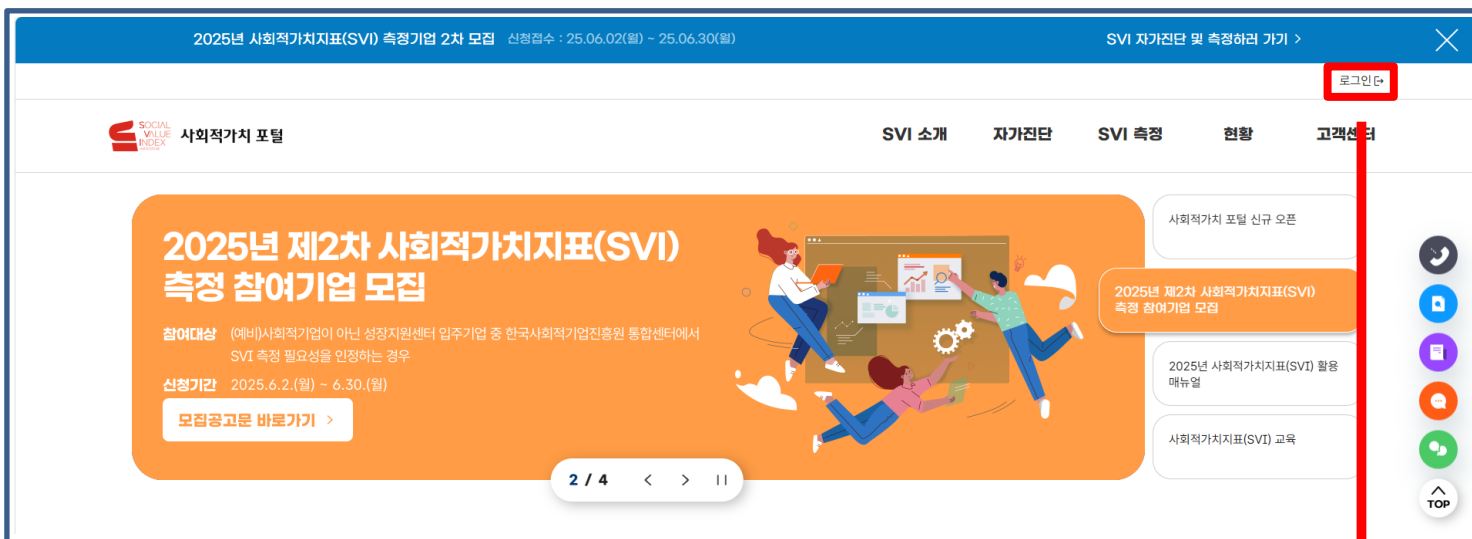 2025년 사회적가치지표(SVI) 측정기업 2차 모집 신청접수 : 25.06.02(월) ~ 25.06.30(월) SVI 자가진단 및 측정하러 가기 >
로그인
SOCIAL
VALUE
INDEX
사회적가치 포털
SVI 소개 자가진단 SVI 측정 현황 고객센터
2025년 제2차 사회적가치지표(SVI)
측정 참여기업 모집
참여대상 (예비)사회적기업이 아닌 성장지원센터 입주기업 중 한국사회적기업진흥원 통합센터에서
SVI 측정 필요성을 인정하는 경우
신청기간 2025.6.2.(월) ~ 6.30.(월)
모집공고문 바로가기 >
2 / 4 < > ||
사회적가치 포털 신규 오픈
2025년 제2차 사회적가치지표(SVI)
측정 참여기업 모집
2025년 사회적가치지표(SVI) 활용
매뉴얼
사회적가치지표(SVI) 교육
TOP